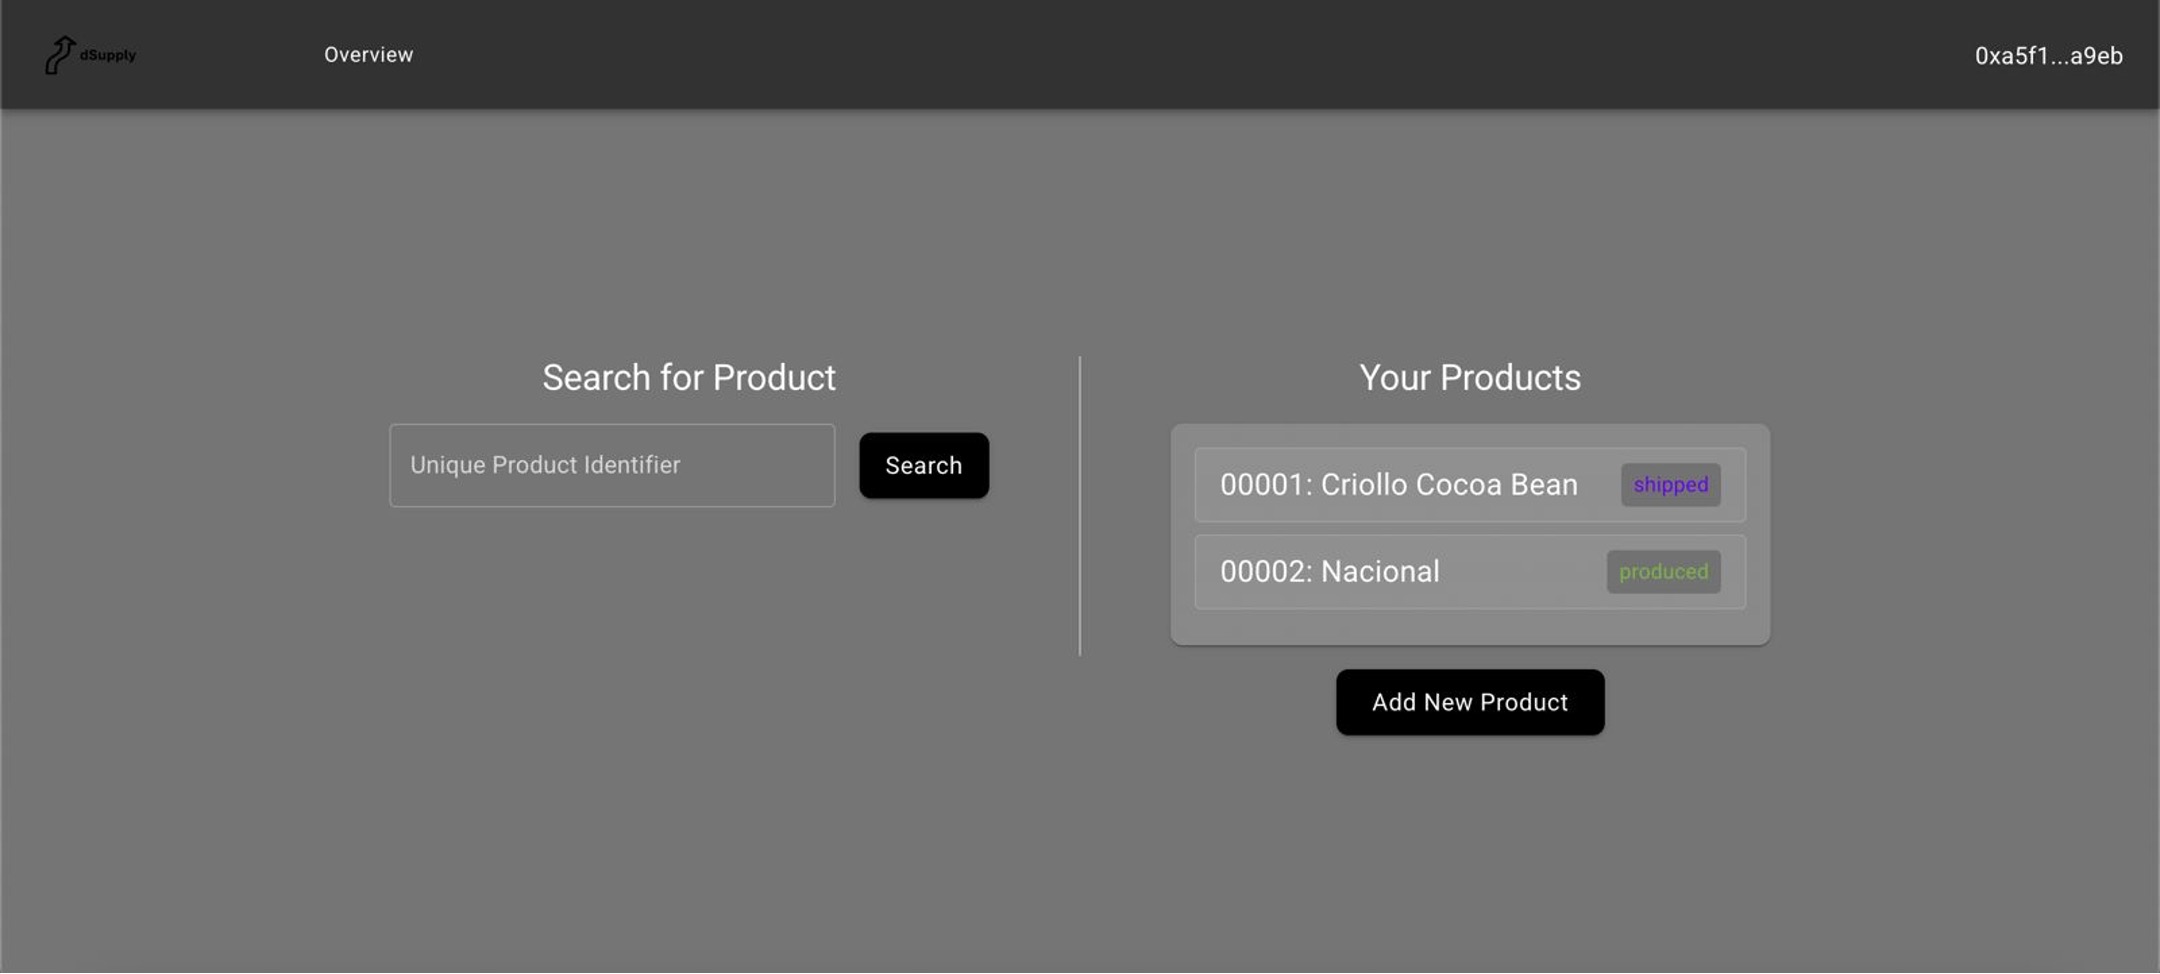 dSupply
Overview
0xa5f1...a9eb
Search for Product
Unique Product Identifier
Search
Your Products
00001: Criollo Cocoa Bean
shipped
00002: Nacional
produced
Add New Product